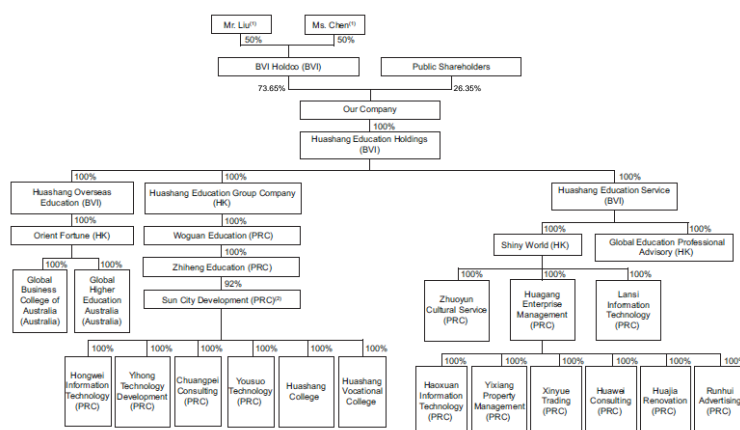 Mr. Liu(1)
Ms. Chen(1)
50%
50%
BVI Holdco (BVI)
Public Shareholders
73.65%
26.35%
Our Company
100%
Huashang Education Holdings
(BVI)
100%
100%
100%
Huashang Overseas
Education (BVI)
Huashang Education Group Company
(HK)
Huashang Education Service
(BVI)
100%
100%
100%
100%
Orient Fortune (HK)
Woguan Education (PRC)
Shiny World (HK)
Global Education Professional
Advisory (HK)
100%
100%
100%
100%
100%
100%
Global
Business
College of
Australia
(Australia)
Global
Higher
Education
Australia
(Australia)
Zhiheng Education (PRC)
92%
Sun City Development (PRC)(2)
Zhuoyun
Cultural Service
(PRC)
Huagang
Enterprise
Management
(PRC)
Lansi
Information
Technology
(PRC)
100%
100%
100%
100%
100%
100%
Hongwei
Information
Technology
(PRC)
Yihong
Technology
Development
(PRC)
Chuangpei
Consulting
(PRC)
Yousuo
Technology
(PRC)
Huashang
College
Huashang
Vocational
College
100%
100%
100%
100%
100%
100%
Haoxuan
Information
Technology
(PRC)
Yixiang
Property
Management
(PRC)
Xinyue
Trading
(PRC)
Huawei
Consulting
(PRC)
Huajia
Renovation
(PRC)
Runhui
Advertising
(PRC)